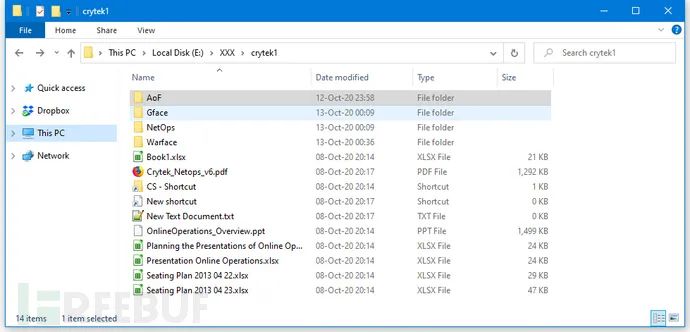 File Home Share View
This PC > Local Disk (E:) > XXX > crytek1
Search crytek1
Quick access
Dropbox
This PC
Network
Name Date modified Type Size
AoF 12-Oct-20 23:58 File folder
Gface 13-Oct-20 00:09 File folder
NetOps 13-Oct-20 00:09 File folder
Warface 13-Oct-20 00:36 File folder
Book1.xlsx 08-Oct-20 20:14 XLSX File 21 KB
Crytek_Netops_v6.pdf 08-Oct-20 20:17 PDF File 1,292 KB
CS - Shortcut 08-Oct-20 20:14 Shortcut 1 KB
New shortcut 08-Oct-20 20:17 Shortcut 0 KB
New Text Document.txt 08-Oct-20 20:17 TXT File 0 KB
OnlineOperations_Overview.ppt 08-Oct-20 20:14 PPT File 1,499 KB
Planning the Presentations of Online Op... 08-Oct-20 20:14 XLSX File 24 KB
Presentation Online Operations.xlsx 08-Oct-20 20:14 XLSX File 24 KB
Seating Plan 2013 04 22.xlsx 08-Oct-20 20:14 XLSX File 29 KB
Seating Plan 2013 04 23.xlsx 08-Oct-20 20:14 XLSX File 47 KB
FREEBUF
14 items 1 item selected